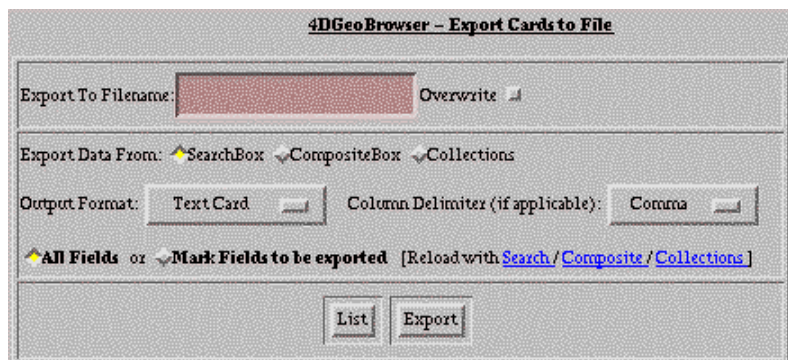 4DGeoBrowser – Export Cards to File
Export To Filename: Overwrite
Export Data From: SearchBox CompositeBox Collections
Output Format: Text Card Column Delimiter (if applicable): Comma
All Fields or Mark Fields to be exported [Reload with Search / Composite / Collections ]
List Export